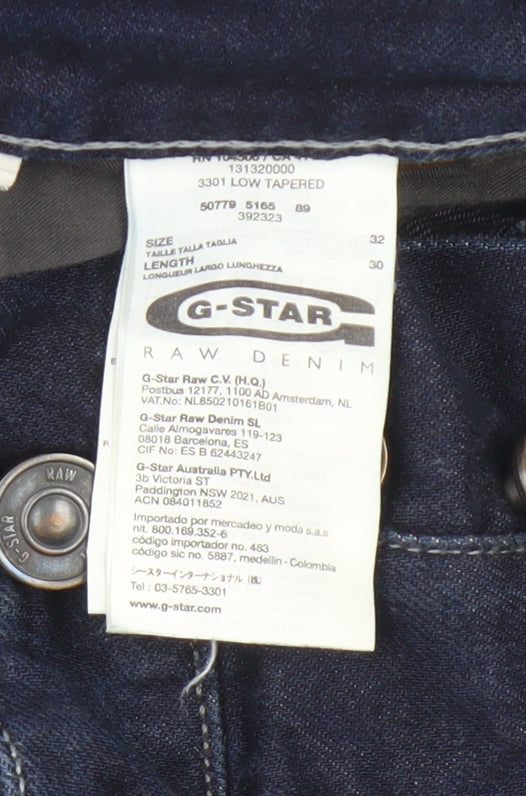 RN 104506 / CA
131320000
3301 LOW TAPERED
50779 5165 89
392323
SIZE 32
TAILLE TALLA TAGLIA
LENGTH 30
LONGUEUR LARGO LUNGHEZZA
G-STAR
RAW DENIM
G-Star Raw C.V. (H.Q.)
Postbus 12177, 1100 AD Amsterdam, NL
VAT.No: NL850210161B01
G-Star Raw Denim SL
Calle Almogavares 119-123
08018 Barcelona, ES
CIF No: ES B 62443247
G-Star Australia PTY.Ltd
3b Victoria ST
Paddington NSW 2021, AUS
ACN 084011852
Importado por mercadeo y moda s.a.s
nit. 800.169.352-6
código importador no. 483
código sic no. 5887, medellin - Colombia
シースターインターナショナル (株)
Tel : 03-5765-3301
www.g-star.com
RAW
G-STAR